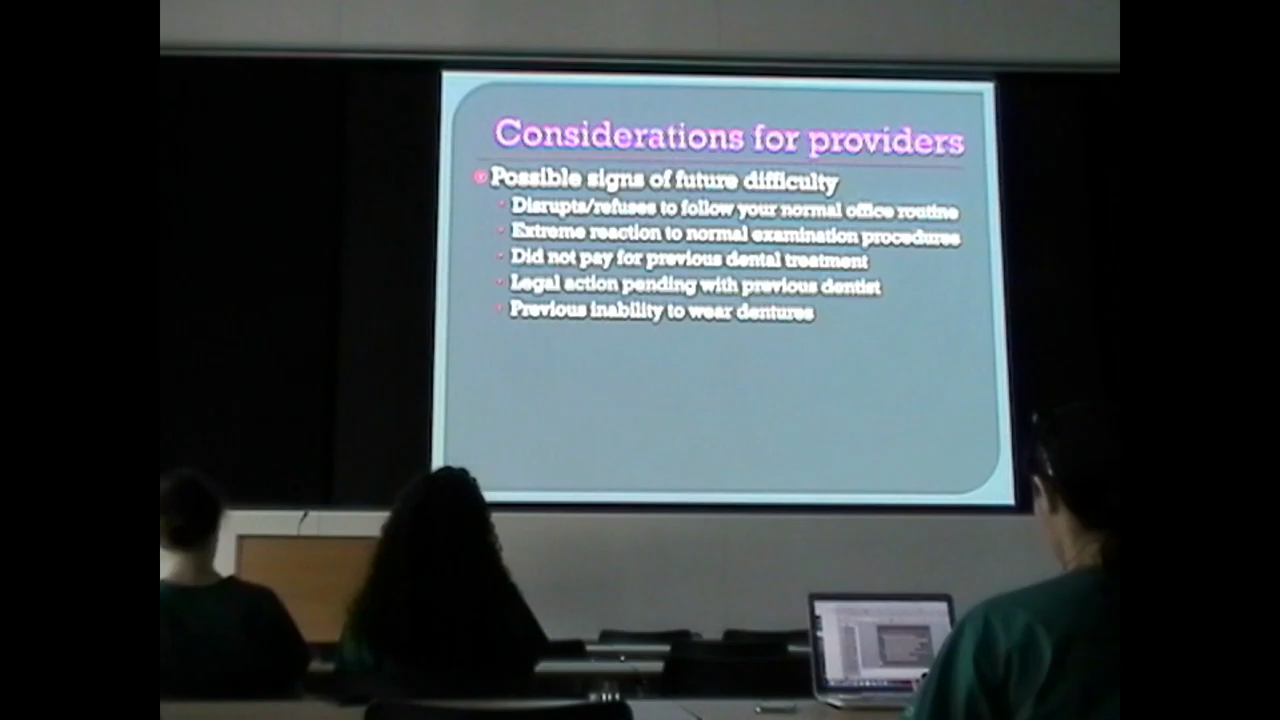 Considerations for providers
Possible signs of future difficulty
Disrupts/refuses to follow your normal office routine
Extreme reaction to normal examination procedures
Did not pay for previous dental treatment
Legal action pending with previous dentist
Previous inability to wear dentures